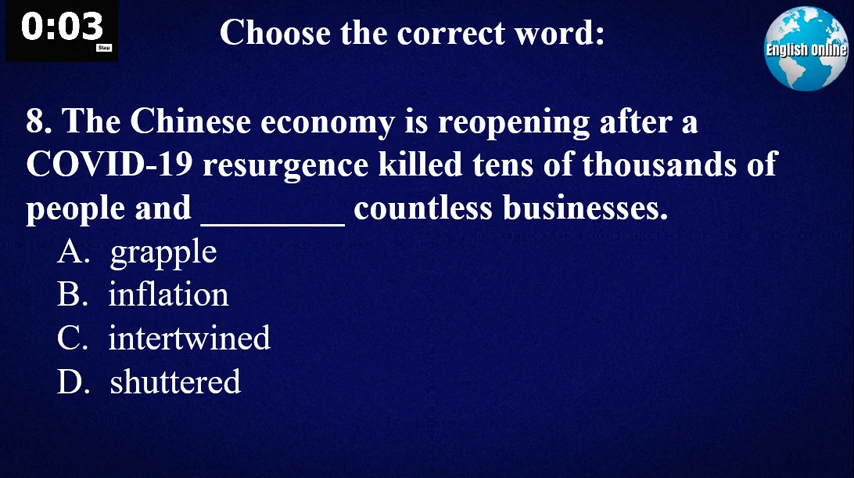 0:03
Stop
Choose the correct word:
English Online
8. The Chinese economy is reopening after a
COVID-19 resurgence killed tens of thousands of
people and ________ countless businesses.
A. grapple
B. inflation
C. intertwined
D. shuttered